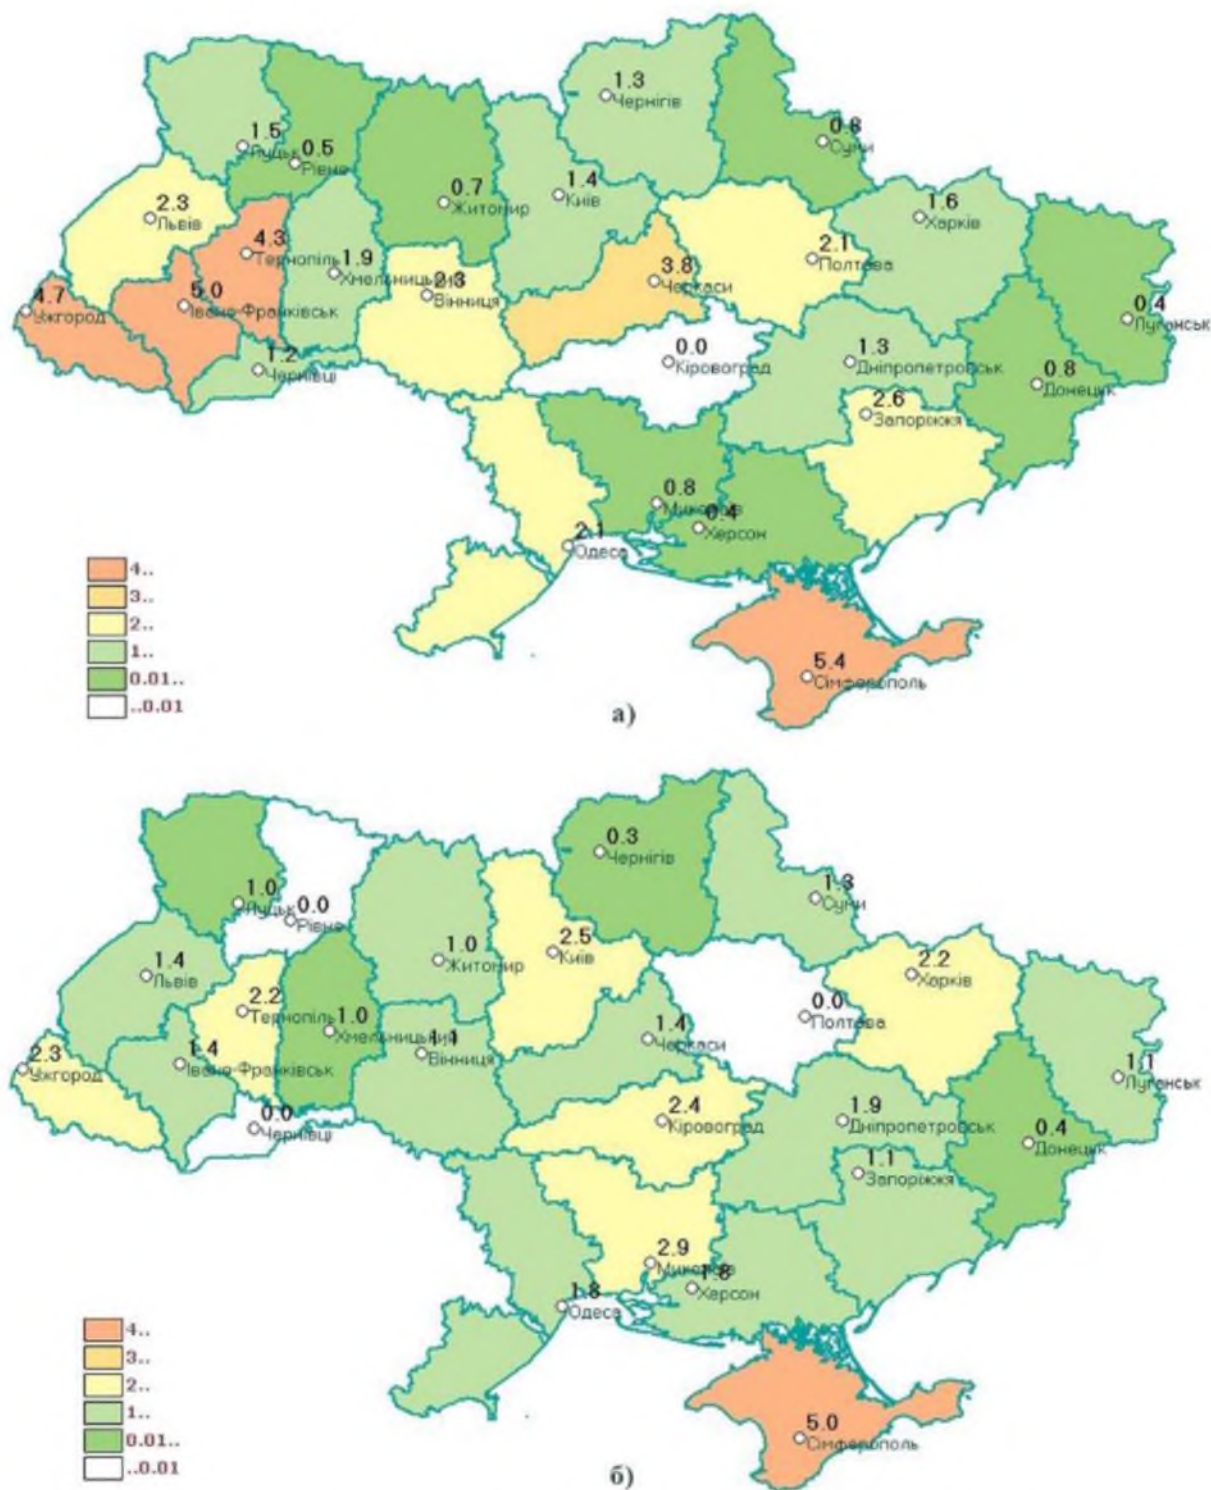 1.3
Чернігів
0.8
Суми
1.5
Луцьк
0.5
Рівне
0.7
Житомир
1.4
Київ
1.6
Харків
2.3
Львів
4.3
Тернопіль
1.9
Хмельницький
2.3
Вінниця
3.8
Черкаси
2.1
Полтава
4.7
Ужгород
5.0
Івано-Франківськ
1.2
Чернівці
0.0
Кіровоград
1.3
Дніпропетровськ
0.4
Луганськ
0.8
Донецьк
2.6
Запоріжжя
0.8
Миколаїв
0.4
Херсон
2.1
Одеса
5.4
Сімферополь
4..
3..
2..
1..
0.01..
..0.01
а)
0.3
Чернігів
1.3
Суми
1.0
Луцьк
0.0
Рівне
1.0
Житомир
2.5
Київ
2.2
Харків
1.4
Львів
2.2
Тернопіль
1.0
Хмельницький
1.1
Вінниця
1.4
Черкаси
0.0
Полтава
2.3
Ужгород
1.4
Івано-Франківськ
0.0
Чернівці
2.4
Кіровоград
1.9
Дніпропетровськ
1.1
Луганськ
0.4
Донецьк
1.1
Запоріжжя
2.9
Миколаїв
1.8
Херсон
1.8
Одеса
5.0
Сімферополь
4..
3..
2..
1..
0.01..
..0.01
б)